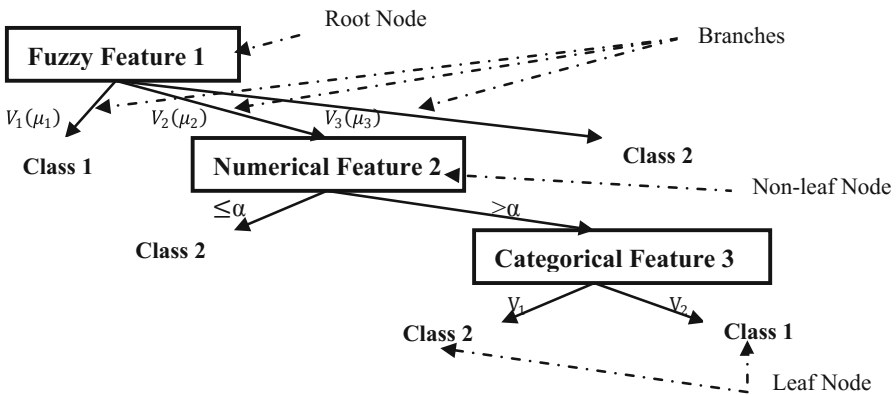 Root Node
Branches
Fuzzy Feature 1
V₁(μ₁)
V₂(μ₂)
V₃(μ₃)
Class 1
Numerical Feature 2
Class 2
Non-leaf Node
≤α
>α
Class 2
Categorical Feature 3
V₁
V₂
Class 2
Class 1
Leaf Node